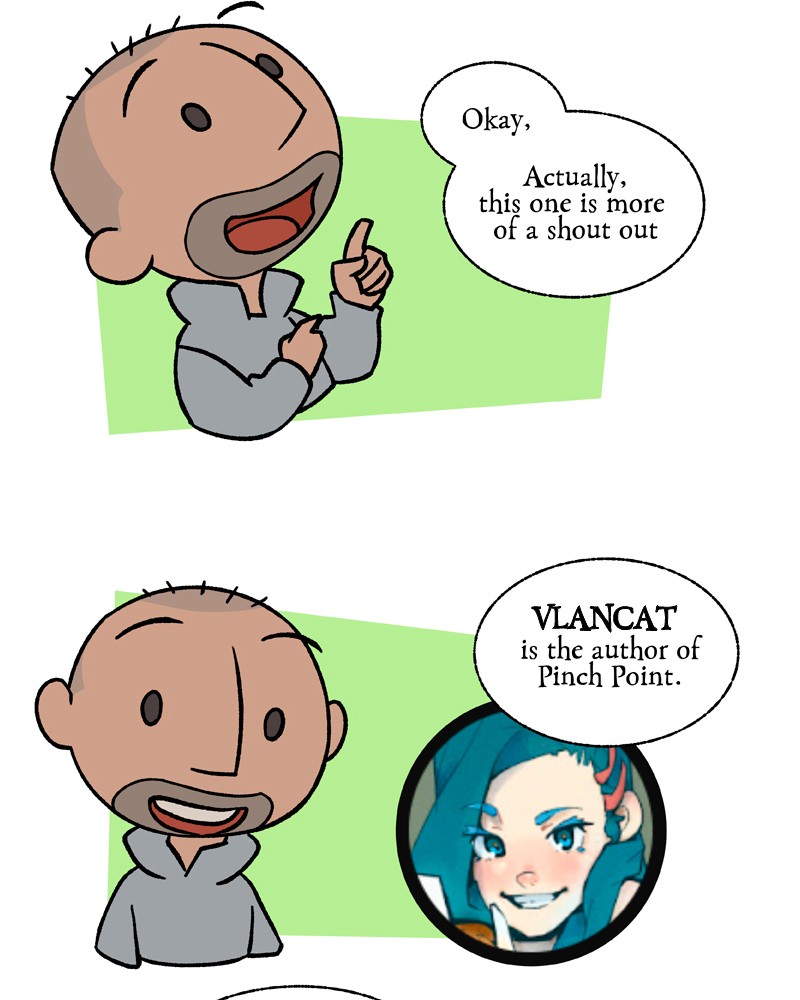 Okay,
Actually,
this one is more
of a shout out
VLANCAT
is the author of
Pinch Point.